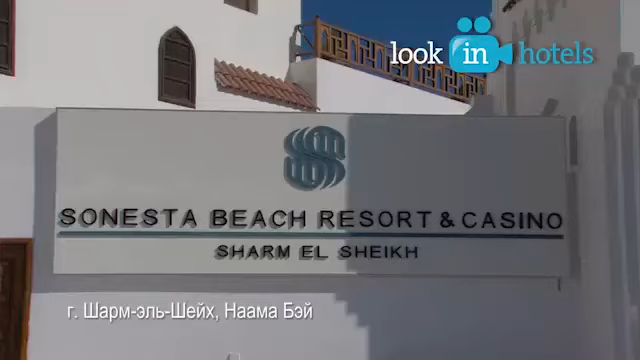 look in hotels
SONESTA BEACH RESORT & CASINO
SHARM EL SHEIKH
г. Шарм-эль-Шейх, Наама Бэй